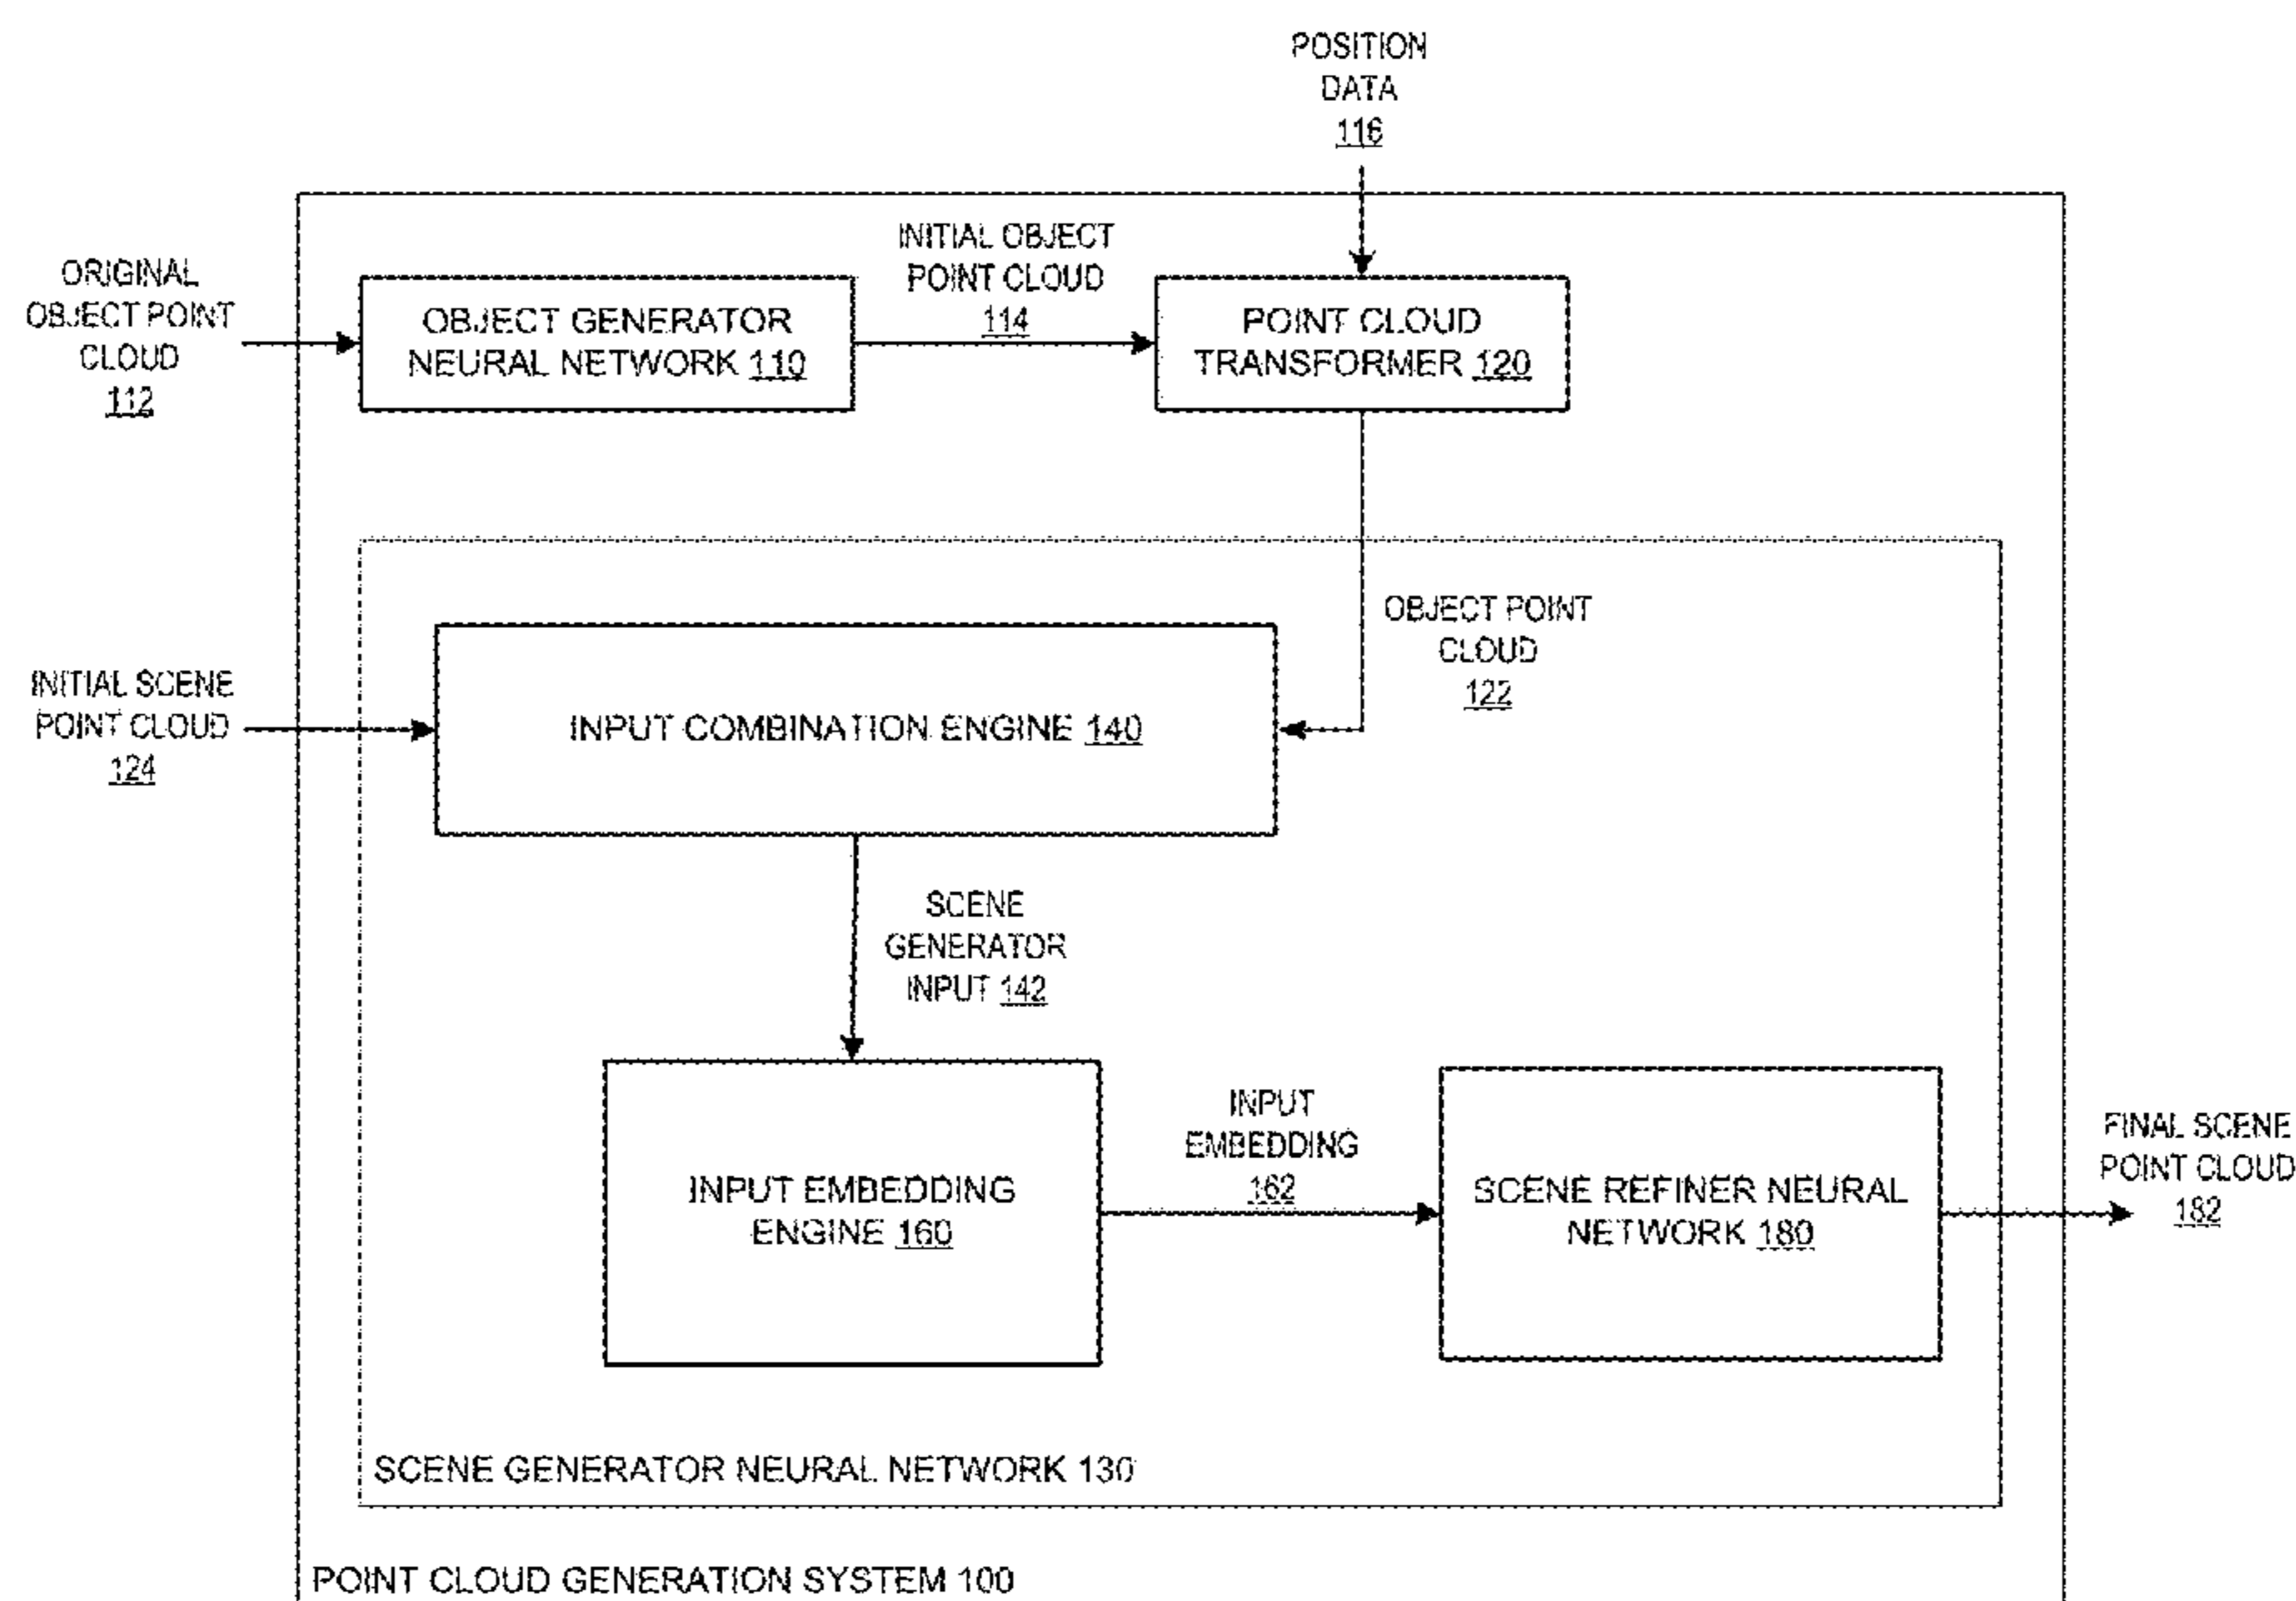 POSITION
DATA
116
ORIGINAL
OBJECT POINT
CLOUD
112
OBJECT GENERATOR
NEURAL NETWORK 110
INITIAL OBJECT
POINT CLOUD
114
POINT CLOUD
TRANSFORMER 120
OBJECT POINT
CLOUD
122
INITIAL SCENE
POINT CLOUD
124
INPUT COMBINATION ENGINE 140
SCENE
GENERATOR
INPUT 142
INPUT EMBEDDING
ENGINE 160
INPUT
EMBEDDING
162
SCENE REFINER NEURAL
NETWORK 180
FINAL SCENE
POINT CLOUD
182
SCENE GENERATOR NEURAL NETWORK 130
POINT CLOUD GENERATION SYSTEM 100